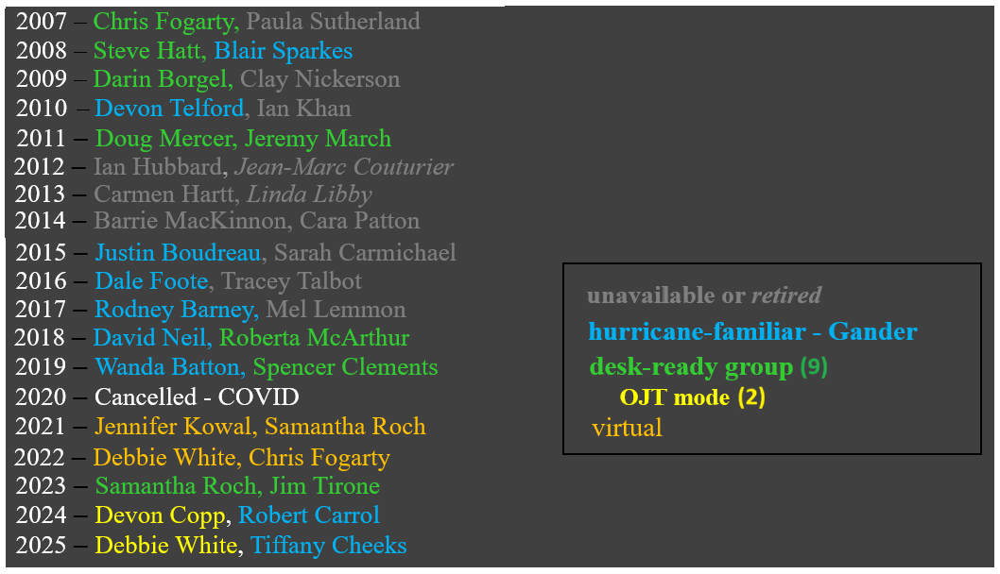 2007 – Chris Fogarty, Paula Sutherland
2008 – Steve Hatt, Blair Sparkes
2009 – Darin Borgel, Clay Nickerson
2010 – Devon Telford, Ian Khan
2011 – Doug Mercer, Jeremy March
2012 – Ian Hubbard, Jean-Marc Couturier
2013 – Carmen Hartt, Linda Libby
2014 – Barrie MacKinnon, Cara Patton
2015 – Justin Boudreau, Sarah Carmichael
2016 – Dale Foote, Tracey Talbot
2017 – Rodney Barney, Mel Lemmon
2018 – David Neil, Roberta McArthur
2019 – Wanda Batton, Spencer Clements
2020 – Cancelled - COVID
2021 – Jennifer Kowal, Samantha Roch
2022 – Debbie White, Chris Fogarty
2023 – Samantha Roch, Jim Tirone
2024 – Devon Copp, Robert Carrol
2025 – Debbie White, Tiffany Cheeks
unavailable or retired
hurricane-familiar - Gander
desk-ready group (9)
OJT mode (2)
virtual